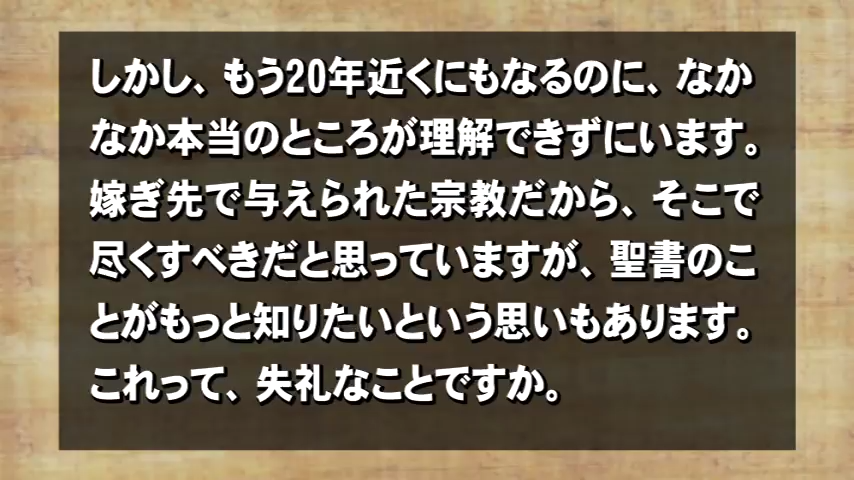 しかし、もう20年近くにもなるのに、なか
なか本当のところが理解できずにいます。
嫁ぎ先で与えられた宗教だから、そこで
尽くすべきだと思っていますが、聖書のこ
とがもっと知りたいという思いもあります。
これって、失礼なことですか。